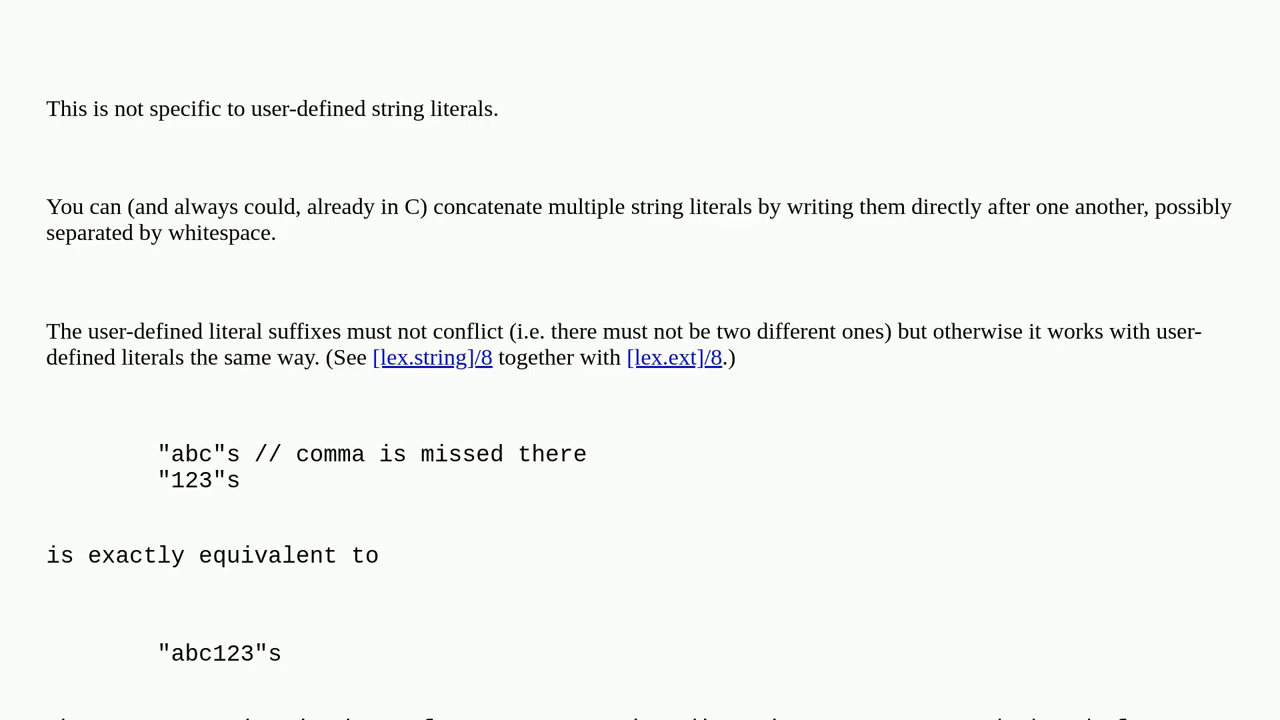 This is not specific to user-defined string literals.
You can (and always could, already in C) concatenate multiple string literals by writing them directly after one another, possibly
separated by whitespace.
The user-defined literal suffixes must not conflict (i.e. there must not be two different ones) but otherwise it works with user-
defined literals the same way. (See [lex.string]/8 together with [lex.ext]/8.)
"abc"s // comma is missed there
"123"s
is exactly equivalent to
"abc123"s